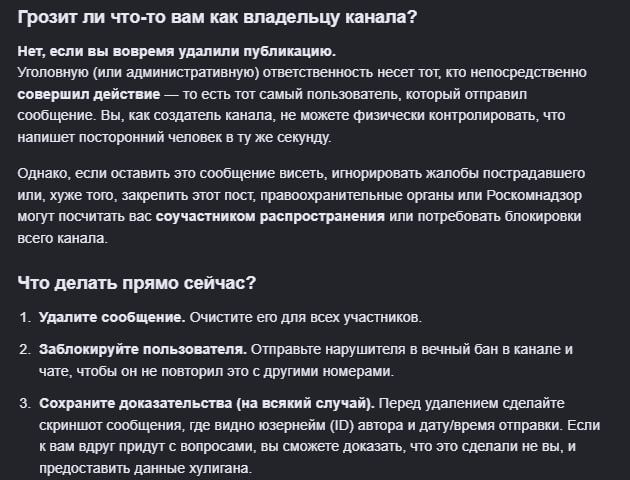 Грозит ли что-то вам как владельцу канала?
Нет, если вы вовремя удалили публикацию.
Уголовную (или административную) ответственность несет тот, кто непосредственно
совершил действие — то есть тот самый пользователь, который отправил
сообщение. Вы, как создатель канала, не можете физически контролировать, что
напишет посторонний человек в ту же секунду.
Однако, если оставить это сообщение висеть, игнорировать жалобы пострадавшего
или, хуже того, закрепить этот пост, правоохранительные органы или Роскомнадзор
могут посчитать вас соучастником распространения или потребовать блокировки
всего канала.
Что делать прямо сейчас?
1. Удалите сообщение. Очистите его для всех участников.
2. Заблокируйте пользователя. Отправьте нарушителя в вечный бан в канале и
чате, чтобы он не повторил это с другими номерами.
3. Сохраните доказательства (на всякий случай). Перед удалением сделайте
скриншот сообщения, где видно юзернейм (ID) автора и дату/время отправки. Если
к вам вдруг придут с вопросами, вы сможете доказать, что это сделали не вы, и
предоставить данные хулигана.